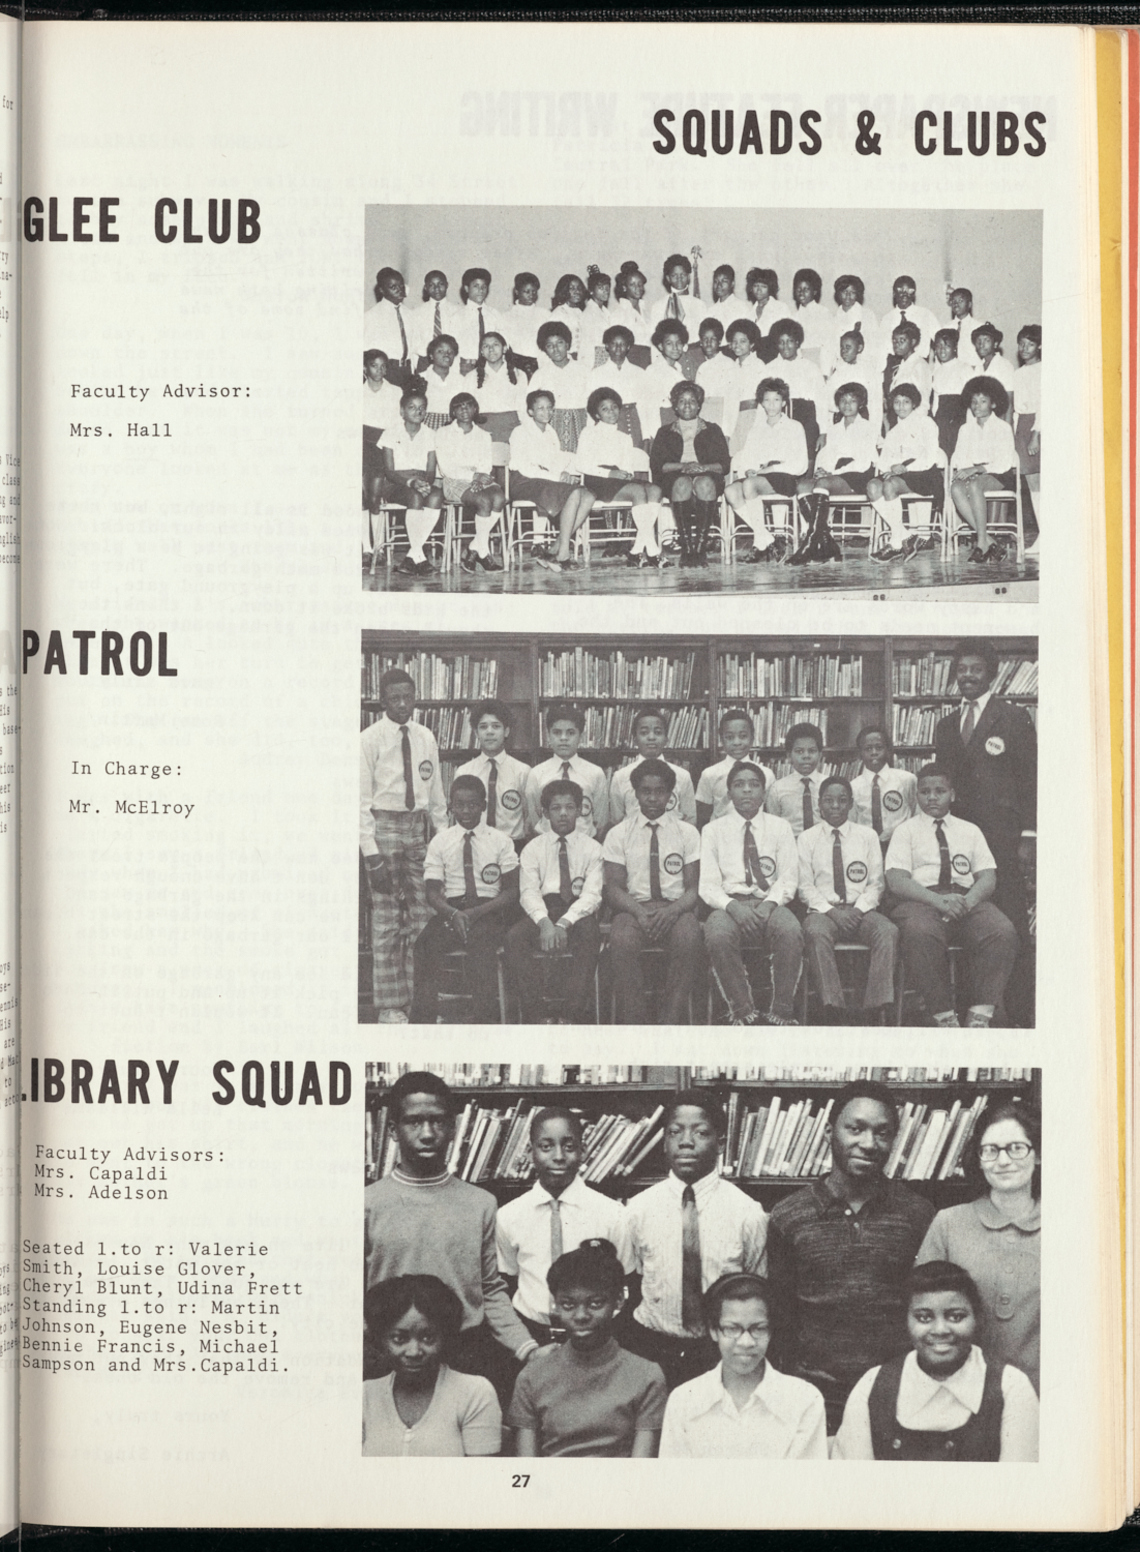 SQUADS & CLUBS
GLEE CLUB
Faculty Advisor:
Mrs. Hall
PATROL
In Charge:
Mr. McElroy
IBRARY SQUAD
Faculty Advisors:
Mrs. Capaldi
Mrs. Adelson
Seated l.to r: Valerie
Smith, Louise Glover,
Cheryl Blunt, Udina Frett
Standing l.to r: Martin
Johnson, Eugene Nesbit,
Bennie Francis, Michael
Sampson and Mrs.Capaldi.
27